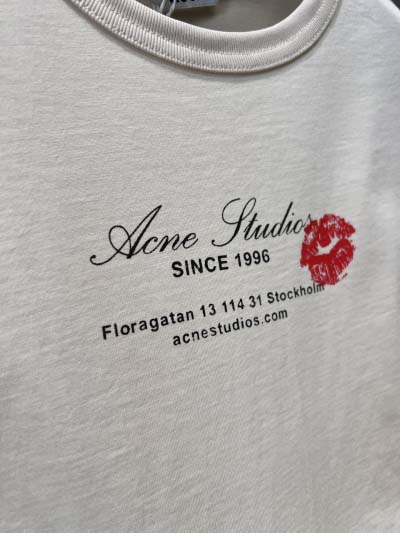 Acne Studios
SINCE 1996
Floragatan 13 114 31 Stockholm
acnestudios.com